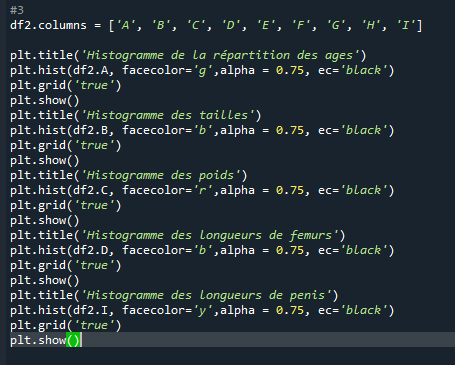 #3
df2.columns = ['A', 'B', 'C', 'D', 'E', 'F', 'G', 'H', 'I']
plt.title('Histogramme de la répartition des ages')
plt.hist(df2.A, facecolor='g',alpha = 0.75, ec='black')
plt.grid('true')
plt.show()
plt.title('Histogramme des tailles')
plt.hist(df2.B, facecolor='b',alpha = 0.75, ec='black')
plt.grid('true')
plt.show()
plt.title('Histogramme des poids')
plt.hist(df2.C, facecolor='r',alpha = 0.75, ec='black')
plt.grid('true')
plt.show()
plt.title('Histogramme des longueurs de femurs')
plt.hist(df2.D, facecolor='b',alpha = 0.75, ec='black')
plt.grid('true')
plt.show()
plt.title('Histogramme des longueurs de penis')
plt.hist(df2.I, facecolor='y',alpha = 0.75, ec='black')
plt.grid('true')
plt.show()